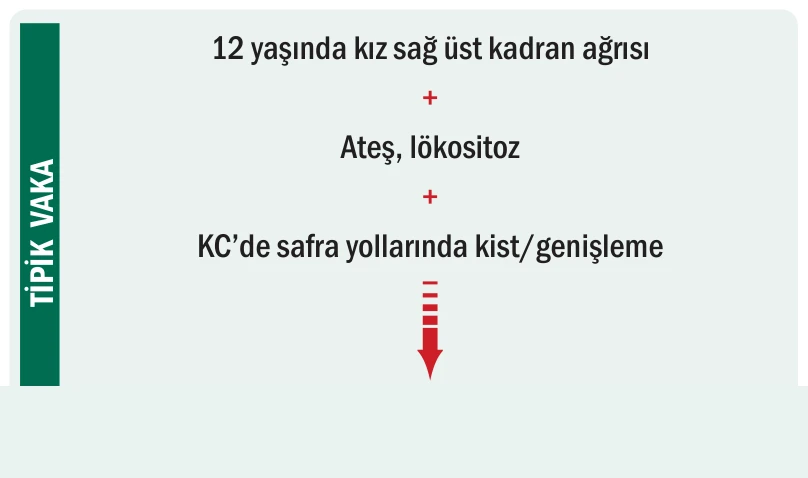 TİPİK VAKA
12 yaşında kız sağ üst kadran ağrısı
+
Ateş, lökositoz
+
KC’de safra yollarında kist/genişleme